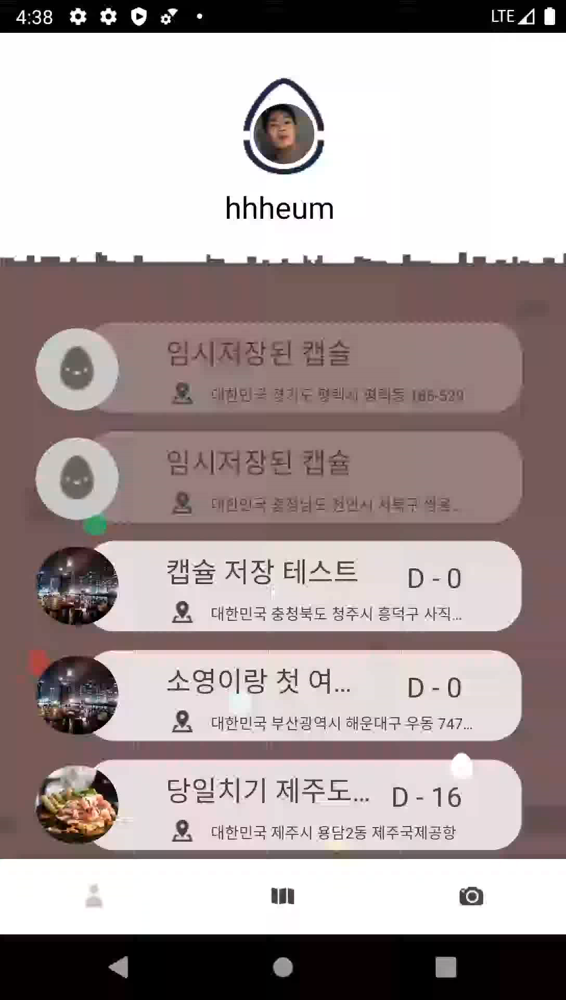 4:38
LTE
hhheum
임시저장된 캡슐
대한민국 경기도 평택시 평택동 185-529
임시저장된 캡슐
대한민국 충청남도 천안시 서북구 쌍용...
캡슐 저장 테스트
D - 0
대한민국 충청북도 청주시 흥덕구 사직...
소영이랑 첫 여...
D - 0
대한민국 부산광역시 해운대구 우동 747...
당일치기 제주도...
D - 16
대한민국 제주시 용담2동 제주국제공항